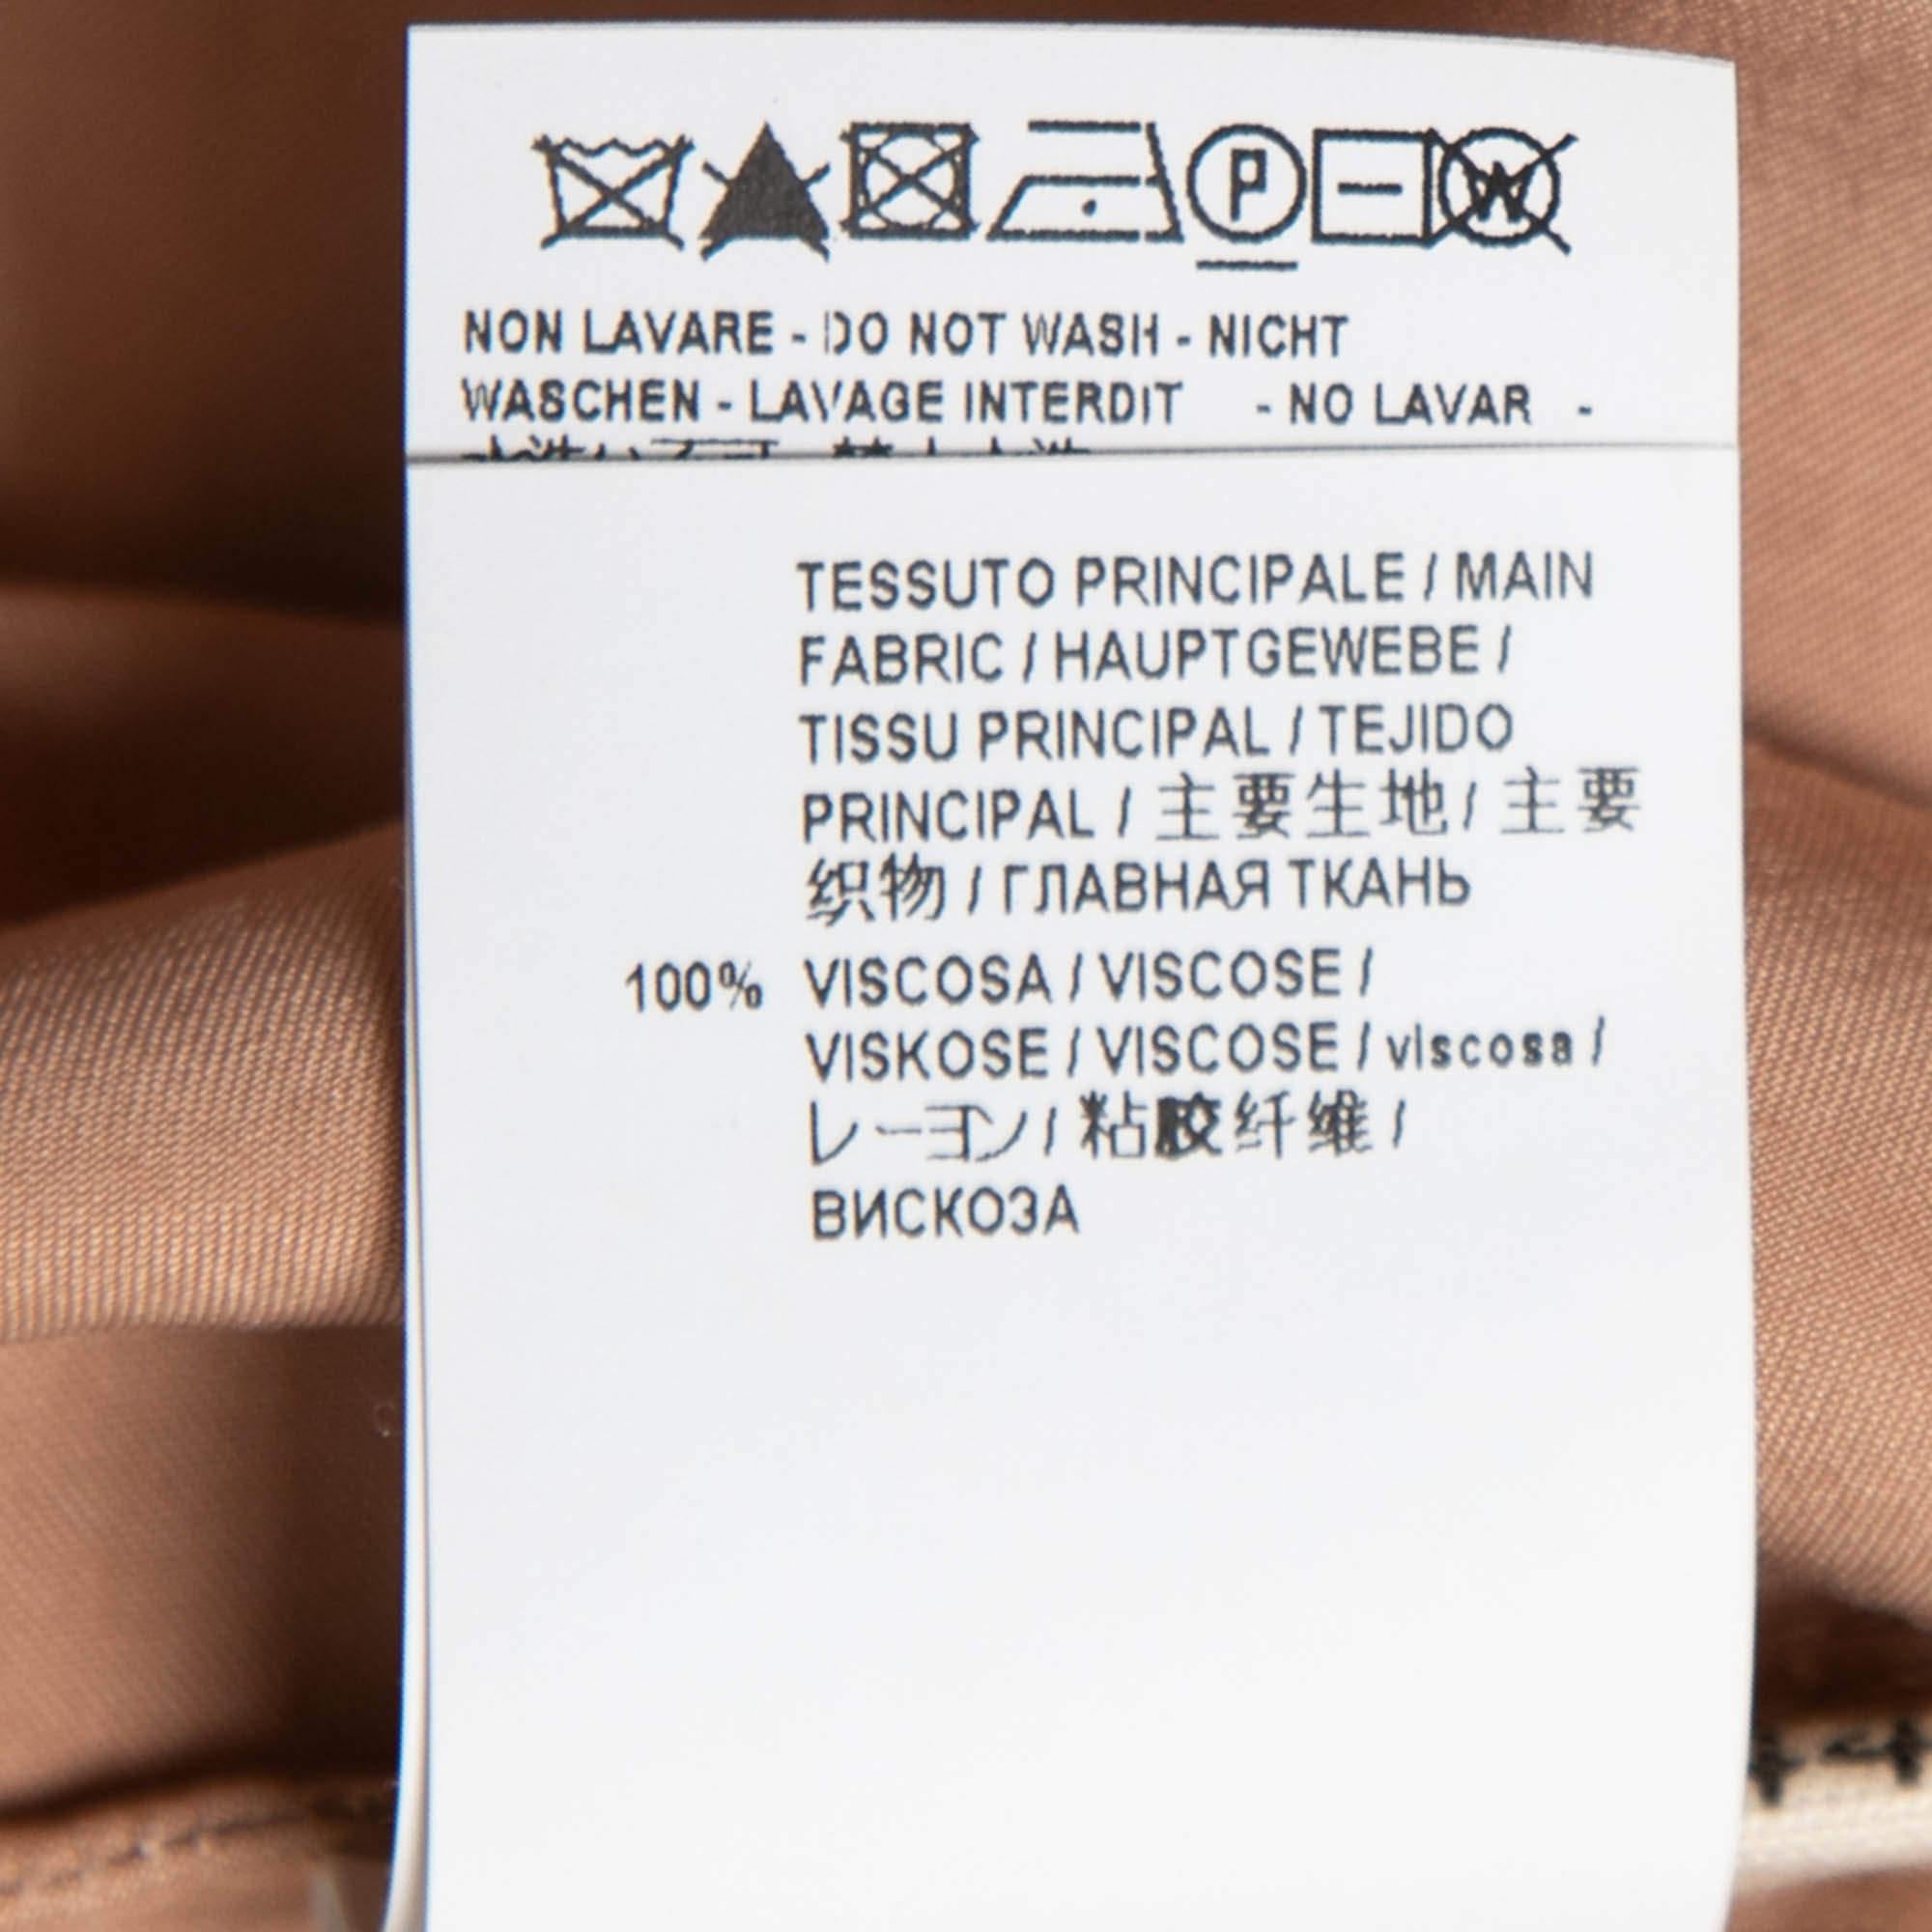 P W
NON LAVARE - DO NOT WASH - NICHT
WASCHEN - LAVAGE INTERDIT - NO LAVAR -
TESSUTO PRINCIPALE / MAIN
FABRIC / HAUPTGEWEBE /
TISSU PRINCIPAL / TEJIDO
PRINCIPAL / 主要生地 / 主要
织物 / ГЛАВНАЯ ТКАНЬ
100% VISCOSA / VISCOSE /
VISKOSE / VISCOSE / viscosa /
レーヨン / 粘胶纤维 /
ВИСКОЗА